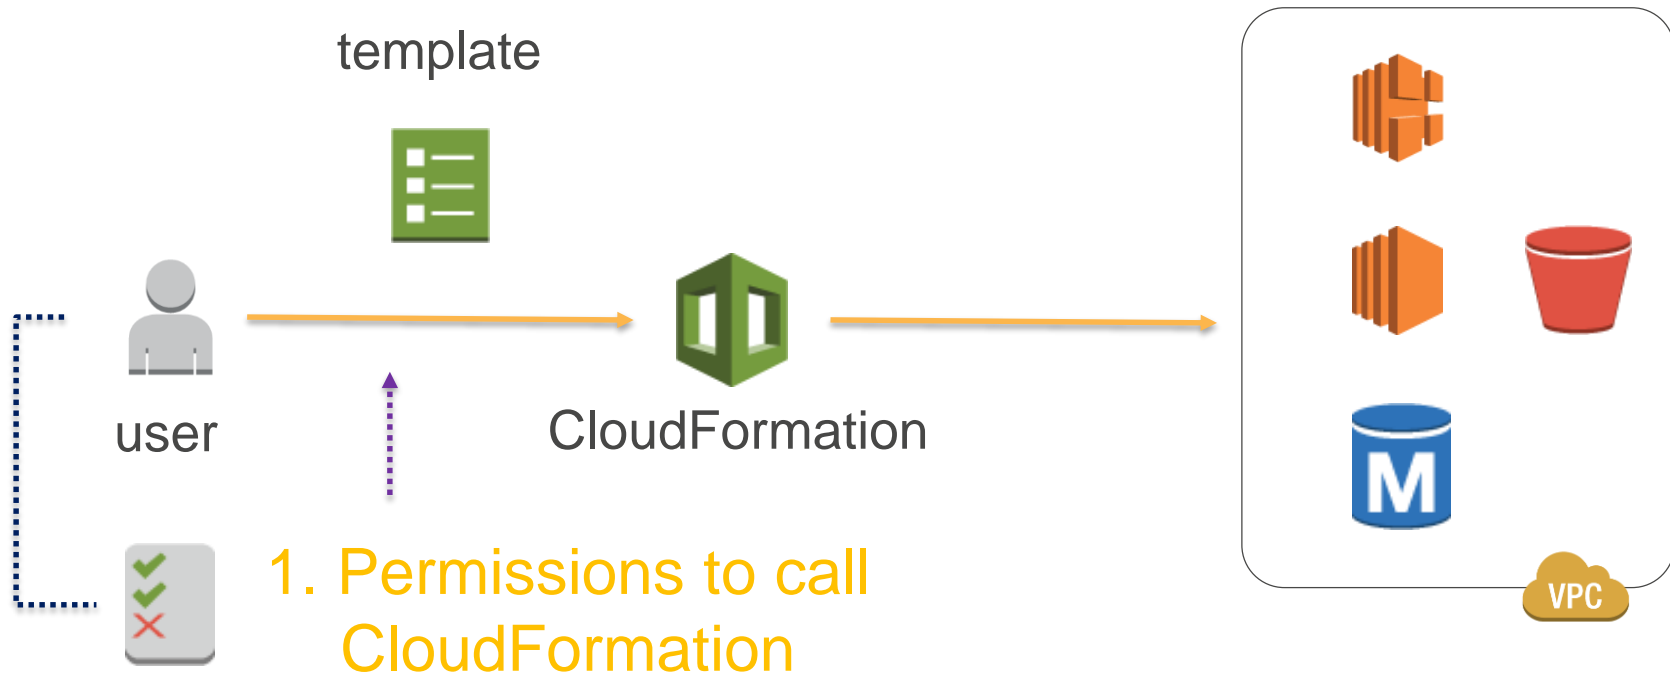 template
user
CloudFormation
M
1. Permissions to call
CloudFormation
VPC